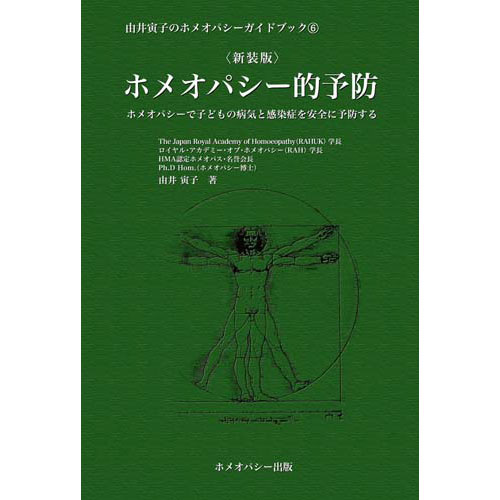 由井寅子のホメオパシーガイドブック⑥
〈新装版〉
ホメオパシー的予防
ホメオパシーで子どもの病気と感染症を安全に予防する
The Japan Royal Academy of Homoeopathy(RAHUK)学長
ロイヤル・アカデミー・オブ・ホメオパシー(RAH)学長
HMA認定ホメオパス・名誉会長
Ph.D Hom.(ホメオパシー博士)
由井 寅子　著
ホメオパシー出版